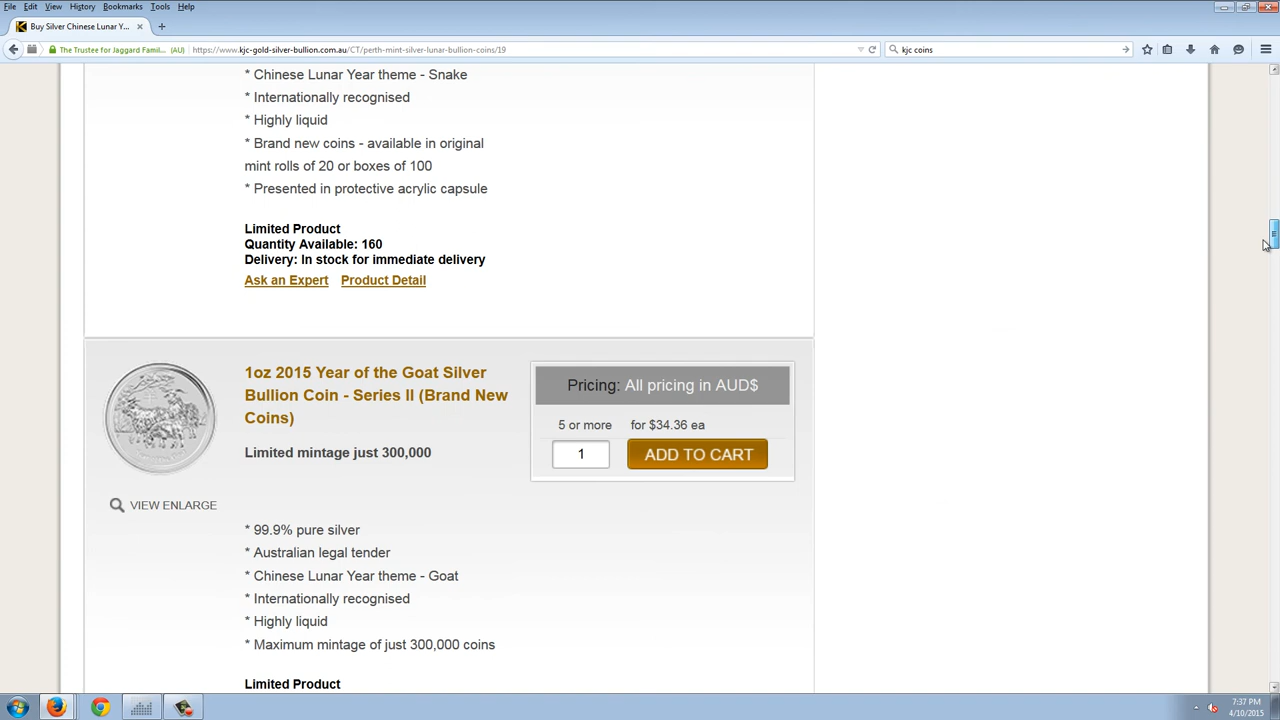 File Edit View History Bookmarks Tools Help
Buy Silver Chinese Lunar Y...
The Trustee for Jaggard Famil... (AU) https://www.kjc-gold-silver-bullion.com.au/CT/perth-mint-silver-lunar-bullion-coins/19 kjc coins
* Chinese Lunar Year theme - Snake
* Internationally recognised
* Highly liquid
* Brand new coins - available in original
mint rolls of 20 or boxes of 100
* Presented in protective acrylic capsule
Limited Product
Quantity Available: 160
Delivery: In stock for immediate delivery
Ask an Expert Product Detail
1oz 2015 Year of the Goat Silver
Bullion Coin - Series II (Brand New
Coins)
Limited mintage just 300,000
Pricing: All pricing in AUD$
5 or more for $34.36 ea
1 ADD TO CART
VIEW ENLARGE
* 99.9% pure silver
* Australian legal tender
* Chinese Lunar Year theme - Goat
* Internationally recognised
* Highly liquid
* Maximum mintage of just 300,000 coins
Limited Product
7:37 PM
4/10/2015